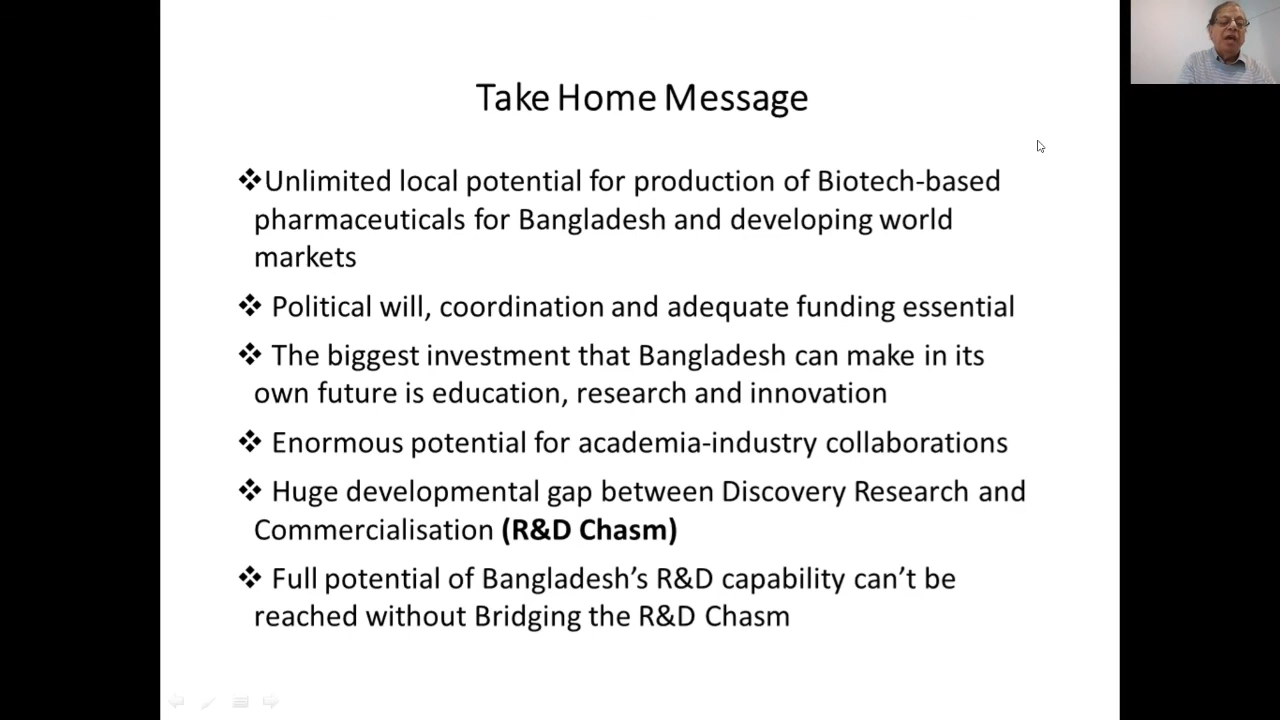 Take Home Message
❖Unlimited local potential for production of Biotech-based
pharmaceuticals for Bangladesh and developing world
markets
❖ Political will, coordination and adequate funding essential
❖ The biggest investment that Bangladesh can make in its
own future is education, research and innovation
❖ Enormous potential for academia-industry collaborations
❖ Huge developmental gap between Discovery Research and
Commercialisation (R&D Chasm)
❖ Full potential of Bangladesh’s R&D capability can’t be
reached without Bridging the R&D Chasm